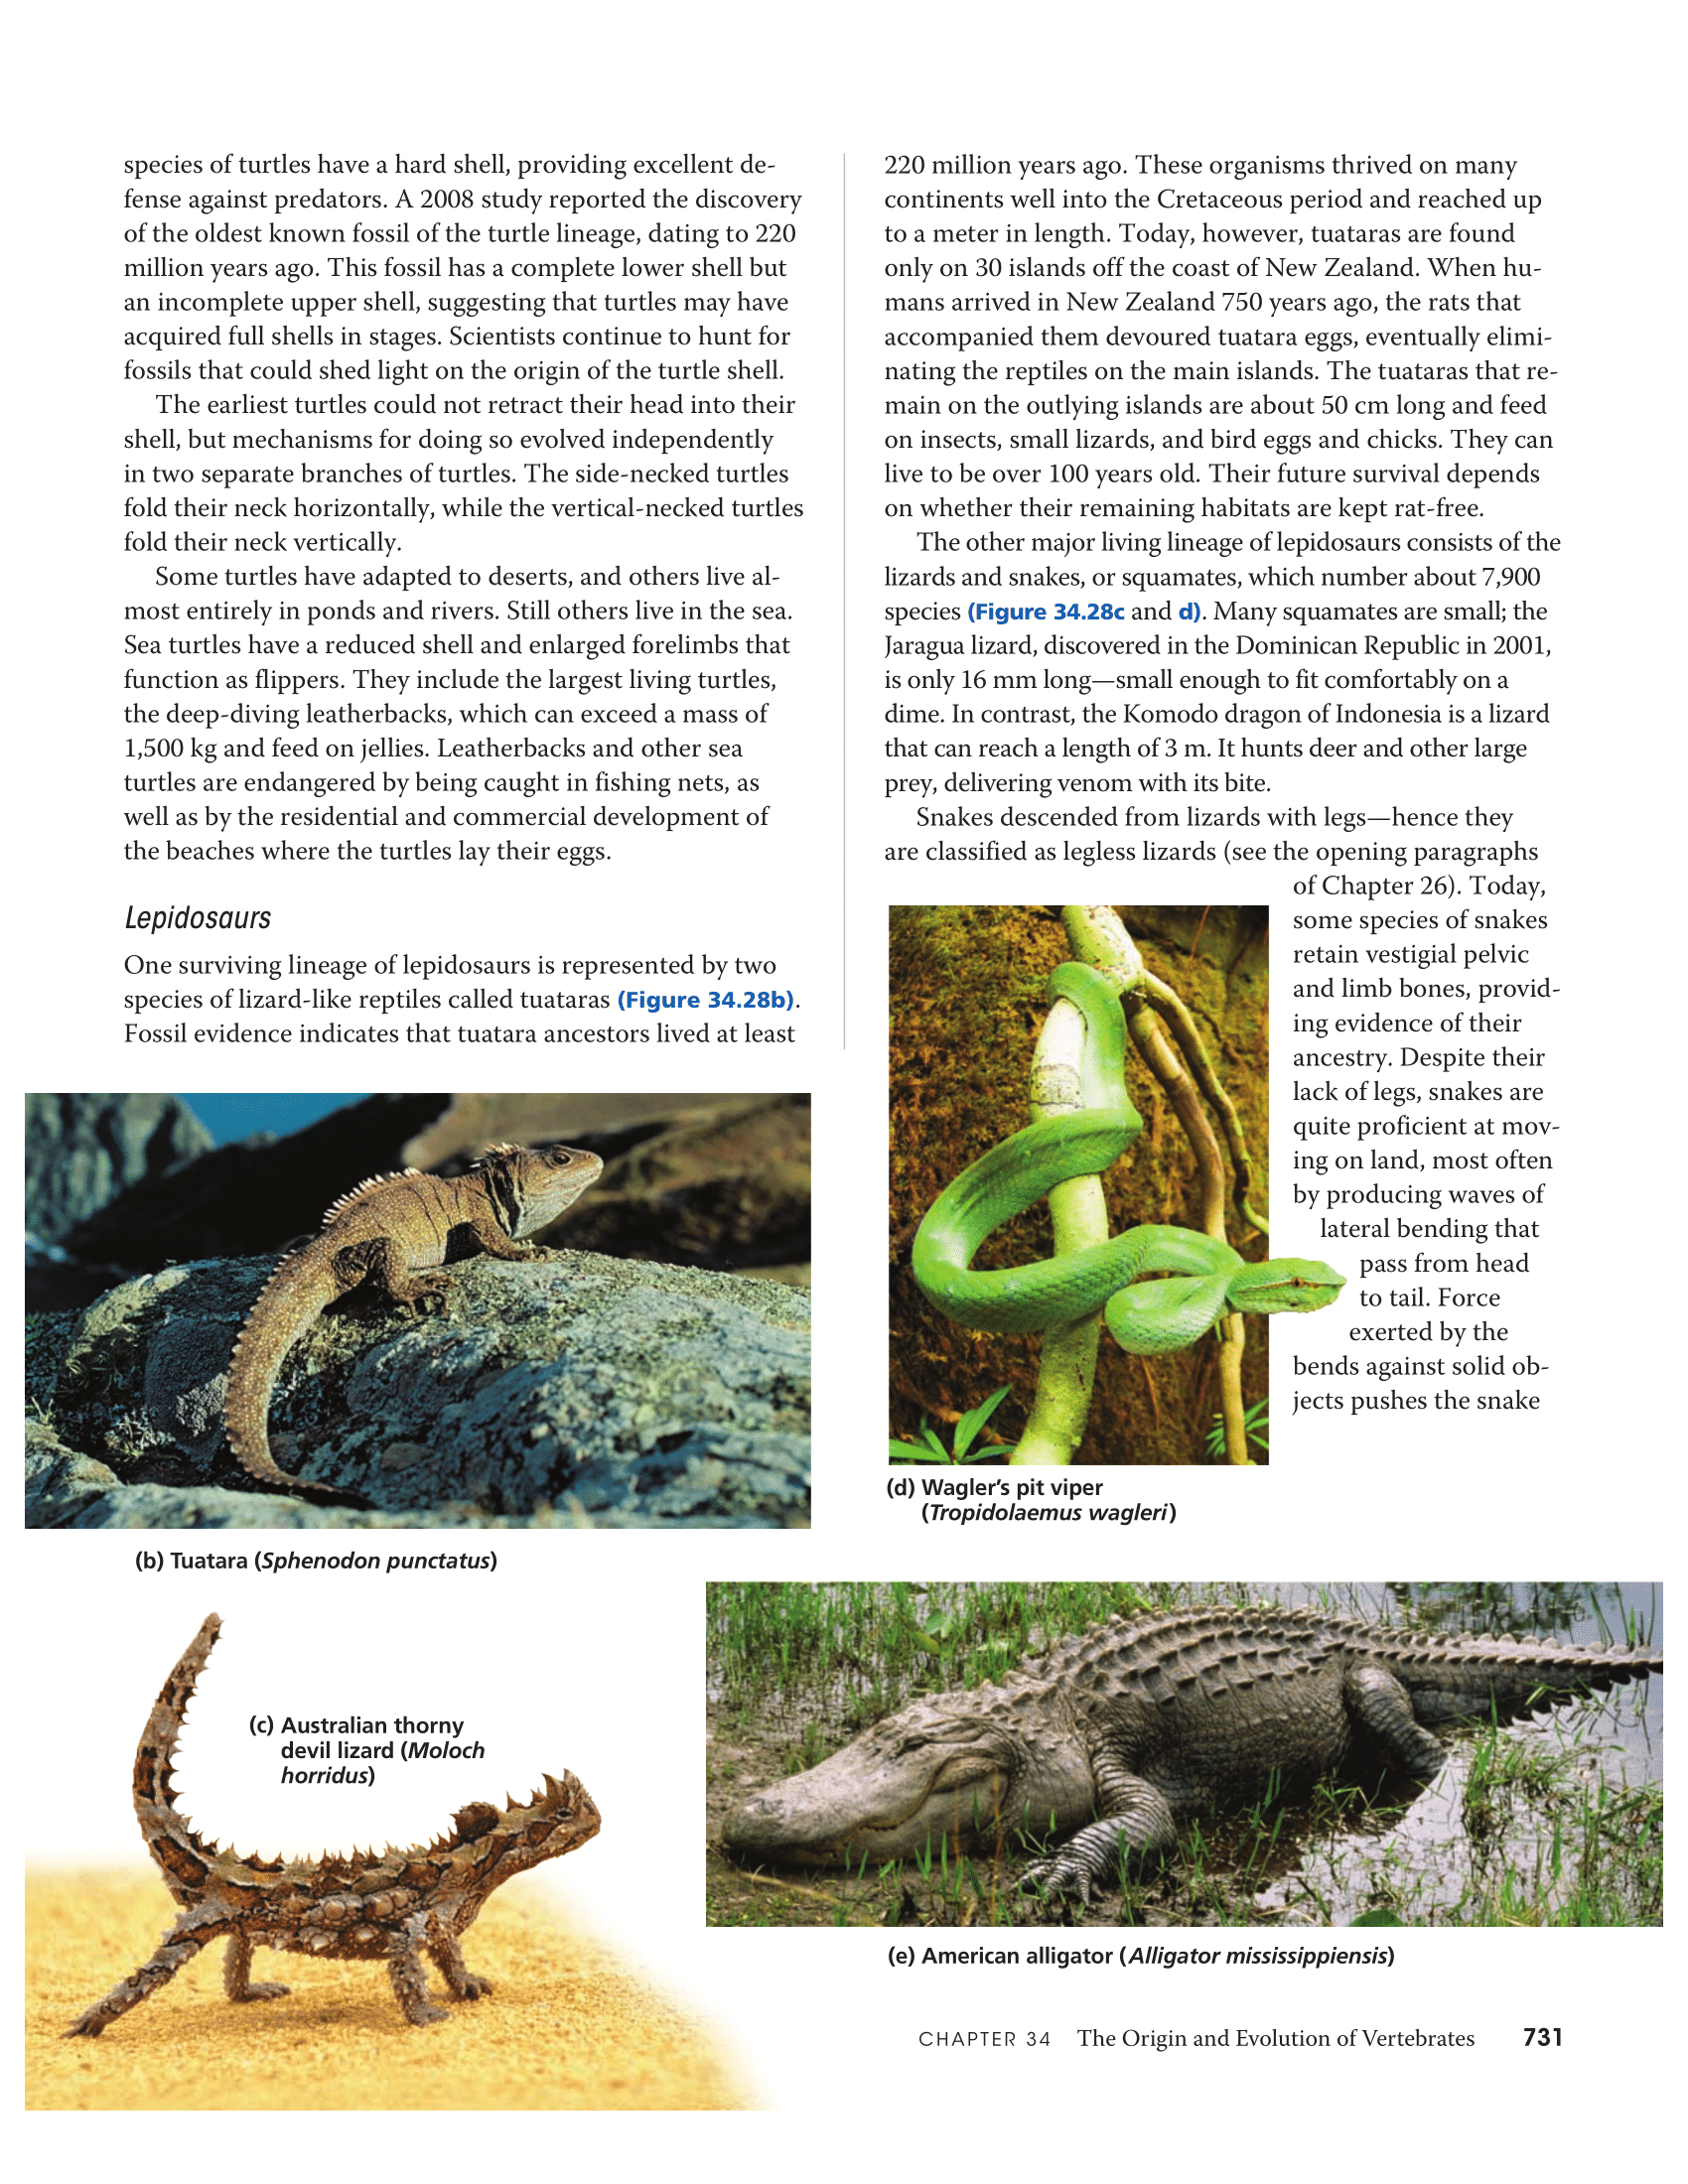 species of turtles have a hard shell, providing excellent de-
fense against predators. A 2008 study reported the discovery
of the oldest known fossil of the turtle lineage, dating to 220
million years ago. This fossil has a complete lower shell but
an incomplete upper shell, suggesting that turtles may have
acquired full shells in stages. Scientists continue to hunt for
fossils that could shed light on the origin of the turtle shell.
The earliest turtles could not retract their head into their
shell, but mechanisms for doing so evolved independently
in two separate branches of turtles. The side-necked turtles
fold their neck horizontally, while the vertical-necked turtles
fold their neck vertically.
Some turtles have adapted to deserts, and others live al-
most entirely in ponds and rivers. Still others live in the sea.
Sea turtles have a reduced shell and enlarged forelimbs that
function as flippers. They include the largest living turtles,
the deep-diving leatherbacks, which can exceed a mass of
1,500 kg and feed on jellies. Leatherbacks and other sea
turtles are endangered by being caught in fishing nets, as
well as by the residential and commercial development of
the beaches where the turtles lay their eggs.
Lepidosaurs
One surviving lineage of lepidosaurs is represented by two
species of lizard-like reptiles called tuataras (Figure 34.28b).
Fossil evidence indicates that tuatara ancestors lived at least
220 million years ago. These organisms thrived on many
continents well into the Cretaceous period and reached up
to a meter in length. Today, however, tuataras are found
only on 30 islands off the coast of New Zealand. When hu-
mans arrived in New Zealand 750 years ago, the rats that
accompanied them devoured tuatara eggs, eventually elimi-
nating the reptiles on the main islands. The tuataras that re-
main on the outlying islands are about 50 cm long and feed
on insects, small lizards, and bird eggs and chicks. They can
live to be over 100 years old. Their future survival depends
on whether their remaining habitats are kept rat-free.
The other major living lineage of lepidosaurs consists of the
lizards and snakes, or squamates, which number about 7,900
species (Figure 34.28c and d). Many squamates are small; the
Jaragua lizard, discovered in the Dominican Republic in 2001,
is only 16 mm long—small enough to fit comfortably on a
dime. In contrast, the Komodo dragon of Indonesia is a lizard
that can reach a length of 3 m. It hunts deer and other large
prey, delivering venom with its bite.
Snakes descended from lizards with legs—hence they
are classified as legless lizards (see the opening paragraphs
of Chapter 26). Today,
some species of snakes
retain vestigial pelvic
and limb bones, provid-
ing evidence of their
ancestry. Despite their
lack of legs, snakes are
quite proficient at mov-
ing on land, most often
by producing waves of
lateral bending that
pass from head
to tail. Force
exerted by the
bends against solid ob-
jects pushes the snake
(d) Wagler's pit viper
(Tropidolaemus wagleri)
(b) Tuatara (Sphenodon punctatus)
(c) Australian thorny
devil lizard (Moloch
horridus)
(e) American alligator (Alligator mississippiensis)
CHAPTER 34 The Origin and Evolution of Vertebrates 731